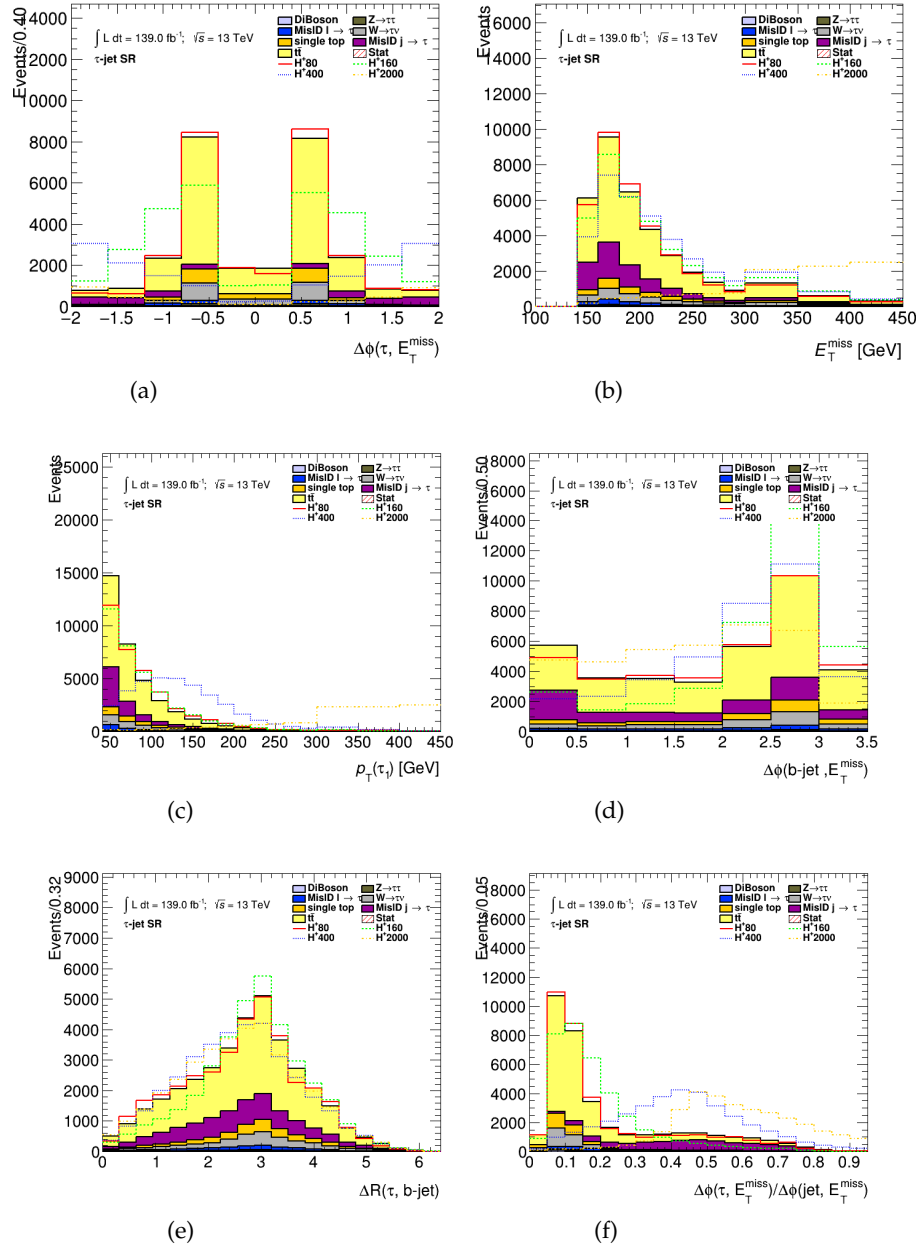 Events/0.40
14000
12000
10000
8000
6000
4000
2000
0
∫ L dt = 139.0 fb⁻¹; √s = 13 TeV
τ-jet SR
DiBoson
MisID l → τ
single top
tt̄
H⁺80
H⁺400
Z→ττ
W→τν
MisID j → τ
Stat
H⁺160
H⁺2000
−2 −1.5 −1 −0.5 0 0.5 1 1.5 2
Δϕ(τ, E_T^miss)
(a)
Events
16000
14000
12000
10000
8000
6000
4000
2000
0
∫ L dt = 139.0 fb⁻¹; √s = 13 TeV
τ-jet SR
DiBoson
MisID l → τ
single top
tt̄
H⁺80
H⁺400
Z→ττ
W→τν
MisID j → τ
Stat
H⁺160
H⁺2000
100 150 200 250 300 350 400 450
E_T^miss [GeV]
(b)
Events
25000
20000
15000
10000
5000
0
∫ L dt = 139.0 fb⁻¹; √s = 13 TeV
τ-jet SR
DiBoson
MisID l → τ
single top
tt̄
H⁺80
H⁺400
Z→ττ
W→τν
MisID j → τ
Stat
H⁺160
H⁺2000
50 100 150 200 250 300 350 400 450
p_T(τ₁) [GeV]
(c)
Events/0.50
18000
16000
14000
12000
10000
8000
6000
4000
2000
0
∫ L dt = 139.0 fb⁻¹; √s = 13 TeV
τ-jet SR
DiBoson
MisID l → τ
single top
tt̄
H⁺80
H⁺400
Z→ττ
W→τν
MisID j → τ
Stat
H⁺160
H⁺2000
0 0.5 1 1.5 2 2.5 3 3.5
Δϕ(b-jet ,E_T^miss)
(d)
Events/0.32
9000
8000
7000
6000
5000
4000
3000
2000
1000
0
∫ L dt = 139.0 fb⁻¹; √s = 13 TeV
τ-jet SR
DiBoson
MisID l → τ
single top
tt̄
H⁺80
H⁺400
Z→ττ
W→τν
MisID j → τ
Stat
H⁺160
H⁺2000
0 1 2 3 4 5 6
ΔR(τ, b-jet)
(e)
Events/0.05
18000
16000
14000
12000
10000
8000
6000
4000
2000
0
∫ L dt = 139.0 fb⁻¹; √s = 13 TeV
τ-jet SR
DiBoson
MisID l → τ
single top
tt̄
H⁺80
H⁺400
Z→ττ
W→τν
MisID j → τ
Stat
H⁺160
H⁺2000
0 0.1 0.2 0.3 0.4 0.5 0.6 0.7 0.8 0.9
Δϕ(τ, E_T^miss)/Δϕ(jet, E_T^miss)
(f)